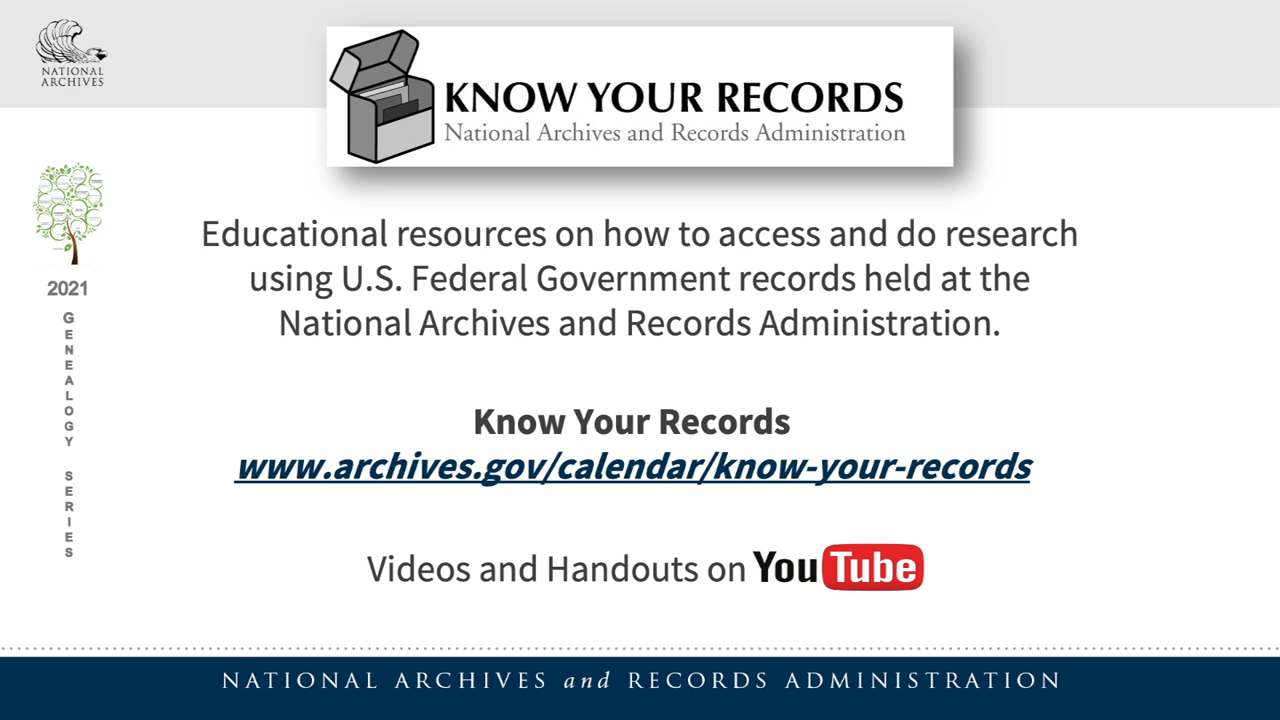 NATIONAL
ARCHIVES
KNOW YOUR RECORDS
National Archives and Records Administration
2021
GENEALOGY SERIES
Educational resources on how to access and do research
using U.S. Federal Government records held at the
National Archives and Records Administration.
Know Your Records
www.archives.gov/calendar/know-your-records
Videos and Handouts on YouTube
NATIONAL ARCHIVES and RECORDS ADMINISTRATION